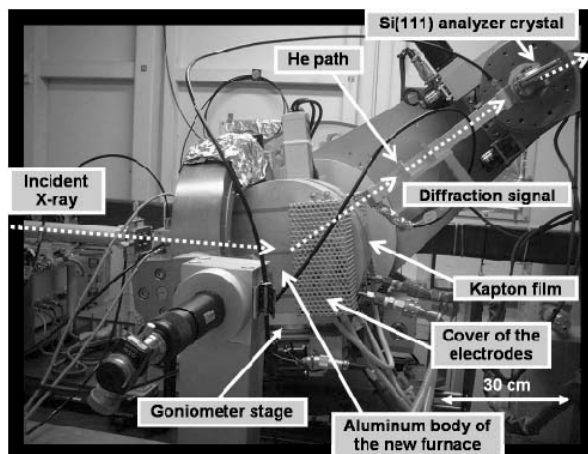 Si(111) analyzer crystal
He path
Incident
X-ray
Diffraction signal
Kapton film
Cover of the
electrodes
30 cm
Goniometer stage
Aluminum body of
the new furnace